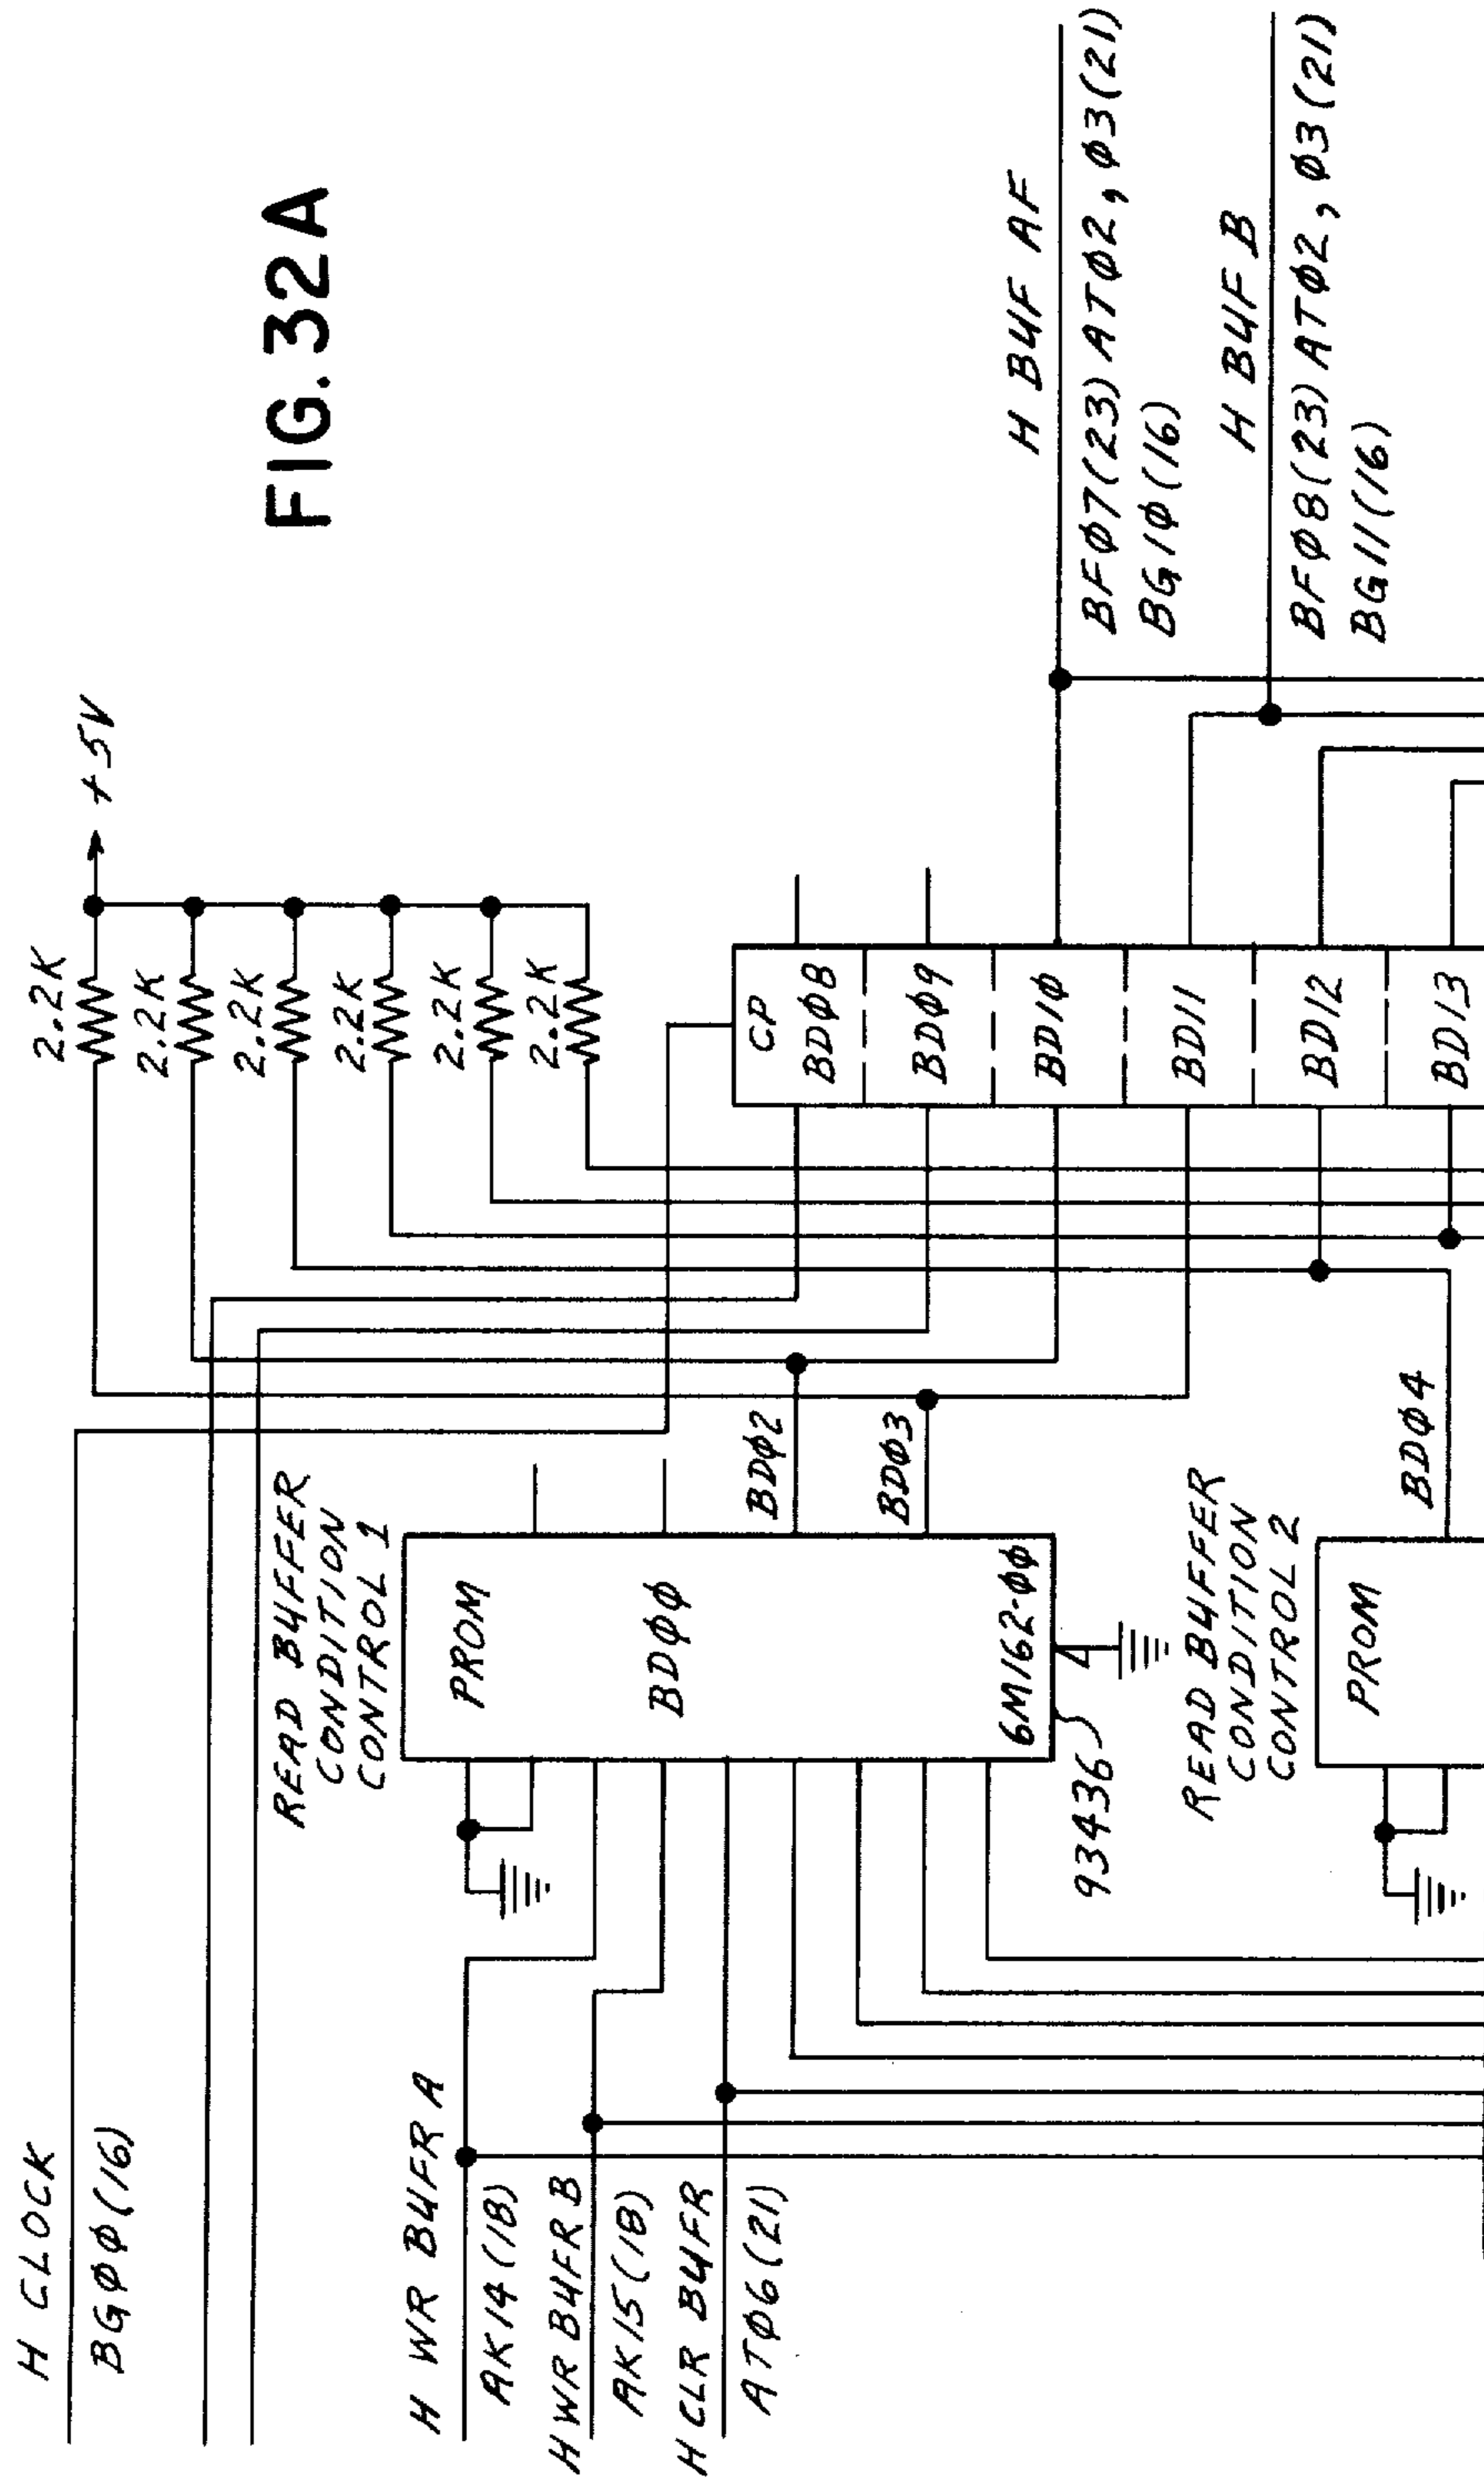 FIG. 32A
H CLOCK
BGØØ(16)
2.2K
2.2K
2.2K
2.2K
2.2K
2.2K
+5V
H WR BUFR A
AK14(18)
H WR BUFR B
AK15(18)
H CLR BUFR
ATØ6(21)
READ BUFFER
CONDITION
CONTROL 1
PROM
BDØØ
6M162-ØØ
93436
BDØ2
BDØ3
CP
BDØ8
BDØ9
BD1Ø
BD11
BD12
BD13
H BUF AF
BFØ7(23) ATØ2, Ø3(21)
BG1Ø(16)
H BUF B
BFØ8(23) ATØ2, Ø3(21)
BG11(16)
READ BUFFER
CONDITION
CONTROL 2
PROM
BDØ4